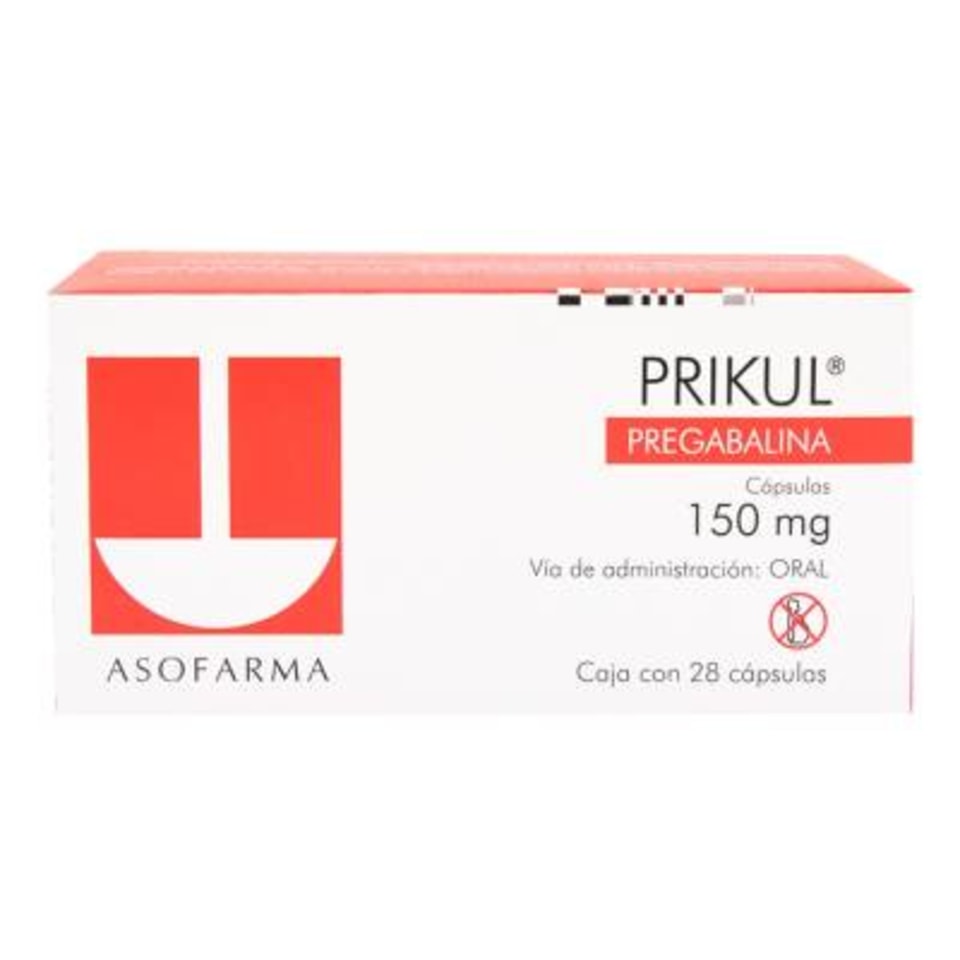 PRIKUL®
PREGABALINA
Cápsulas
150 mg
Vía de administración: ORAL
Caja con 28 cápsulas
ASOFARMA